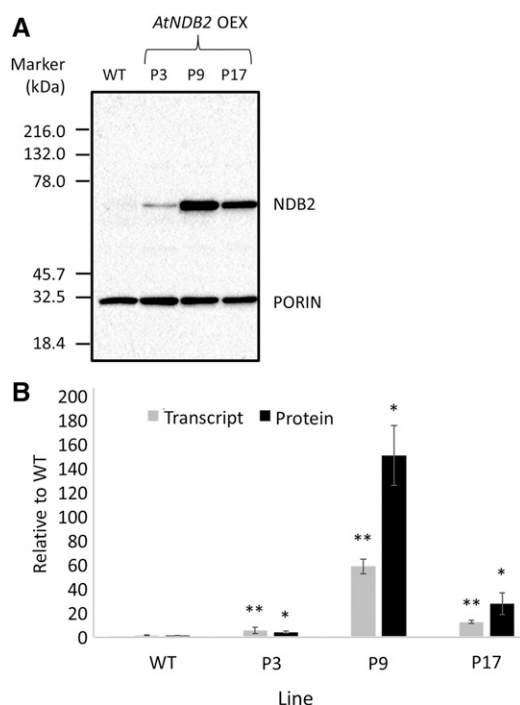 A
AtNDB2 OEX
Marker
(kDa)
WT P3 P9 P17
216.0
132.0
78.0
NDB2
45.7
32.5
PORIN
18.4
B
Relative to WT
200
180
160
140
120
100
80
60
40
20
0
Transcript Protein
** *
** *
** *
WT P3 P9 P17
Line